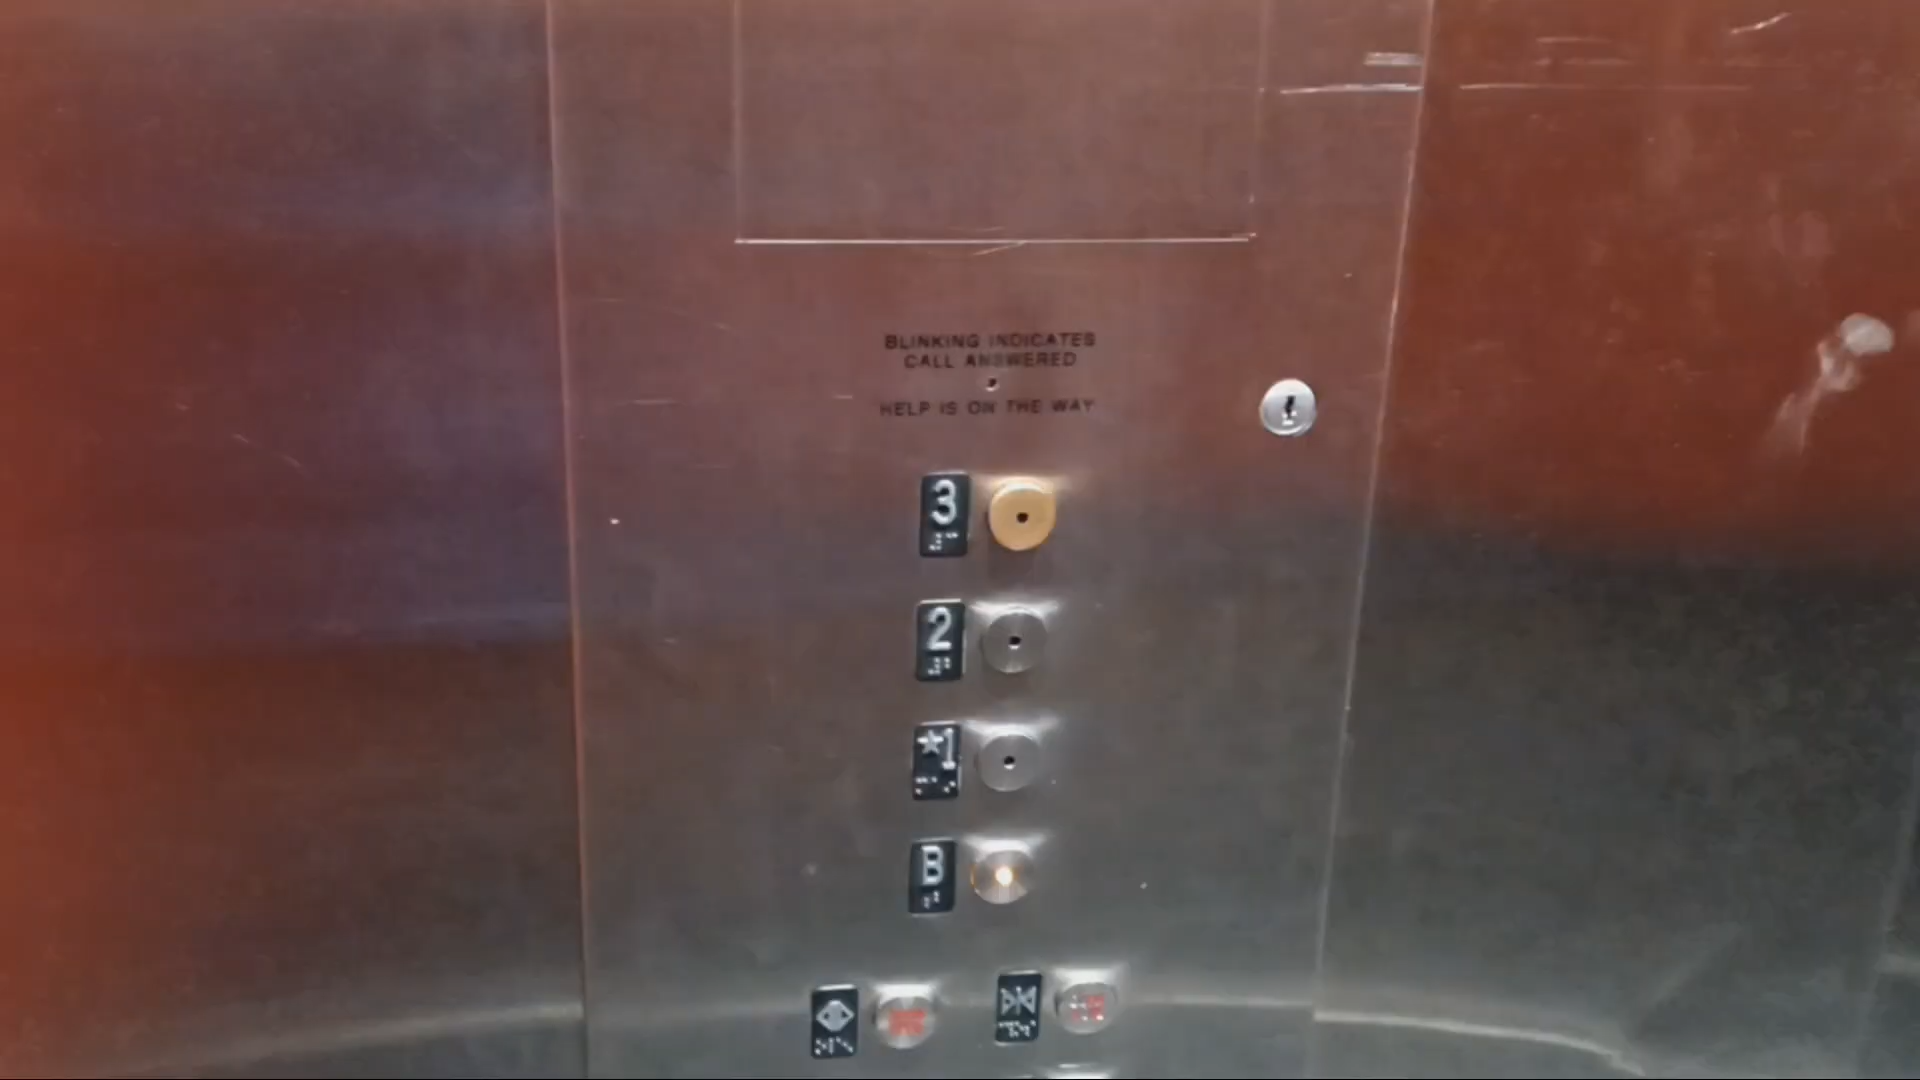 BLINKING INDICATES
CALL ANSWERED
HELP IS ON THE WAY
3
2
★1
B